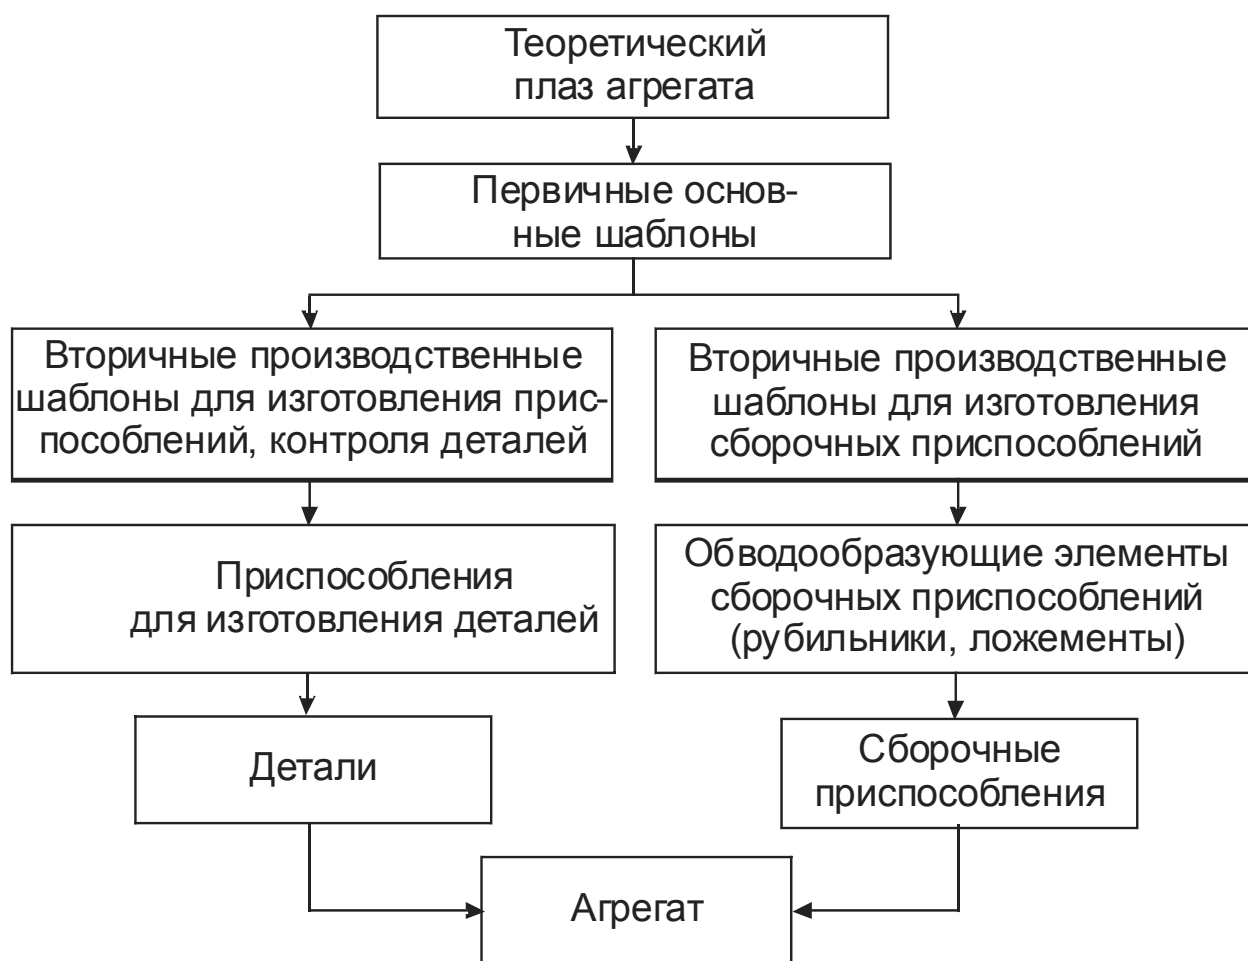 Теоретический
плаз агрегата
Первичные основ-
ные шаблоны
Вторичные производственные
шаблоны для изготовления прис-
пособлений, контроля деталей
Вторичные производственные
шаблоны для изготовления
сборочных приспособлений
Приспособления
для изготовления деталей
Обводообразующие элементы
сборочных приспособлений
(рубильники, ложементы)
Детали
Сборочные
приспособления
Агрегат